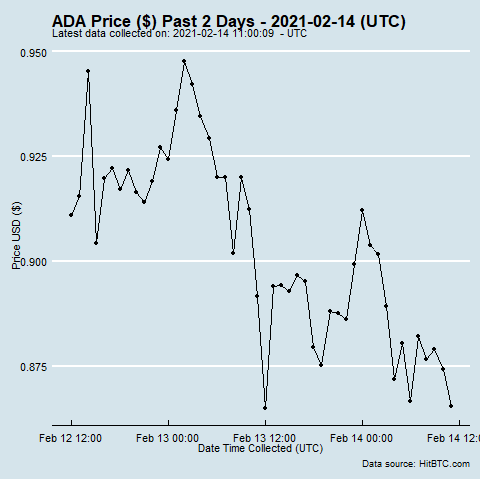 ADA Price ($) Past 2 Days - 2021-02-14 (UTC)
Latest data collected on: 2021-02-14 11:00:09 - UTC
0.950
0.925
0.900
0.875
Price USD ($)
Feb 12 12:00 Feb 13 00:00 Feb 13 12:00 Feb 14 00:00 Feb 14 12:0
Date Time Collected (UTC)
Data source: HitBTC.com